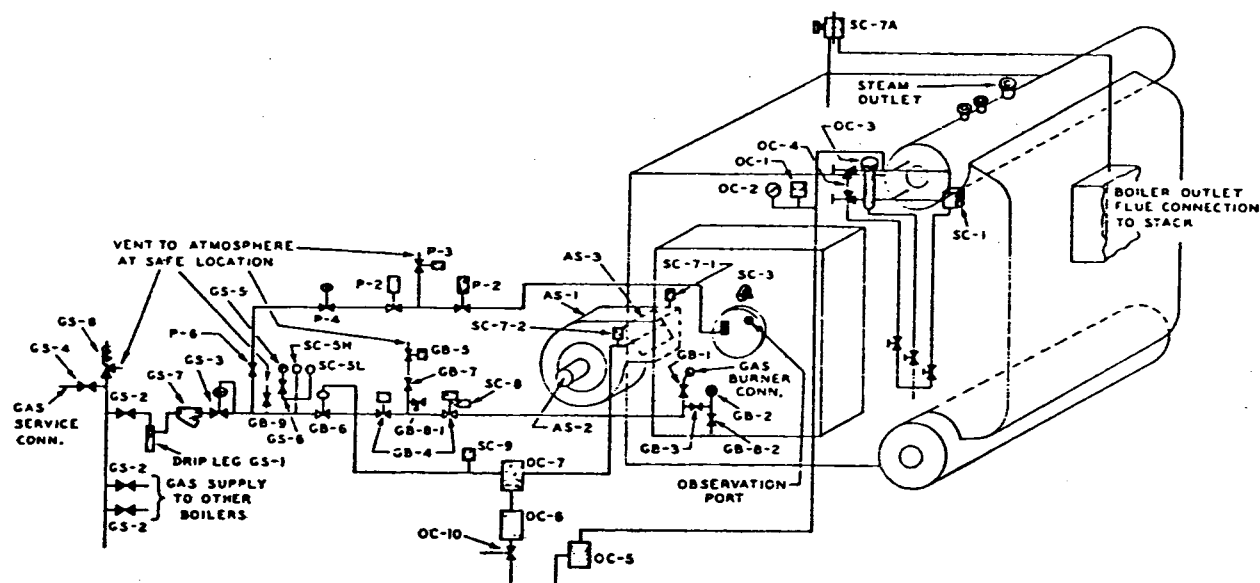 SC-7A
STEAM
OUTLET
OC-3
OC-4
OC-1
OC-2
BOILER OUTLET
FLUE CONNECTION
TO STACK
SC-1
VENT TO ATMOSPHERE
AT SAFE LOCATION
P-3
AS-3
SC-7-1
SC-3
GS-5
P-2
P-2
AS-1
GS-8
SC-5H
P-4
SC-7-2
GS-4
P-6
GS-3
SC-5L
GB-5
GB-1
GS-7
GB-7
SC-8
GAS
BURNER
CONN.
GAS
SERVICE
CONN.
GS-2
GB-9
GS-6
GB-6
GB-8-1
GB-2
AS-2
GB-4
SC-9
GB-3
GB-8-2
DRIP LEG GS-1
OC-7
GS-2
GAS SUPPLY
TO OTHER
BOILERS
OBSERVATION
PORT
GS-2
OC-6
OC-10
OC-5